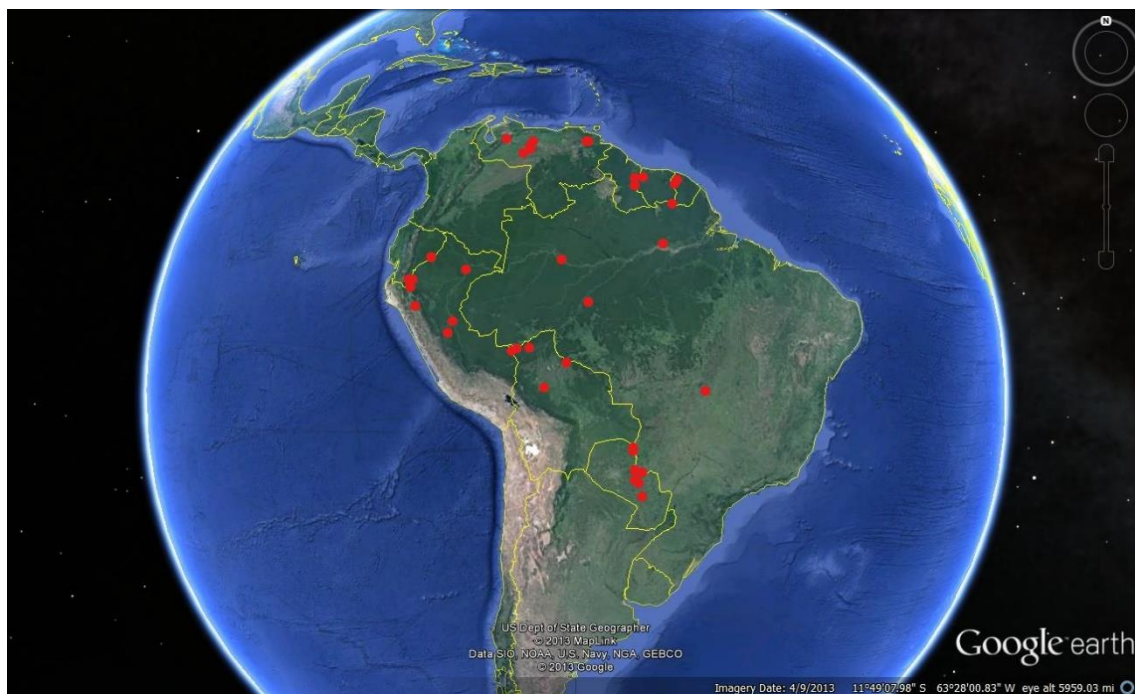 N
US Dept of State Geographer
© 2013 MapLink
Data SIO, NOAA, U.S. Navy, NGA, GEBCO
© 2013 Google
Google earth
Imagery Date: 4/9/2013 11°49'07.98" S 63°28'00.83" W eye alt 5959.03 mi